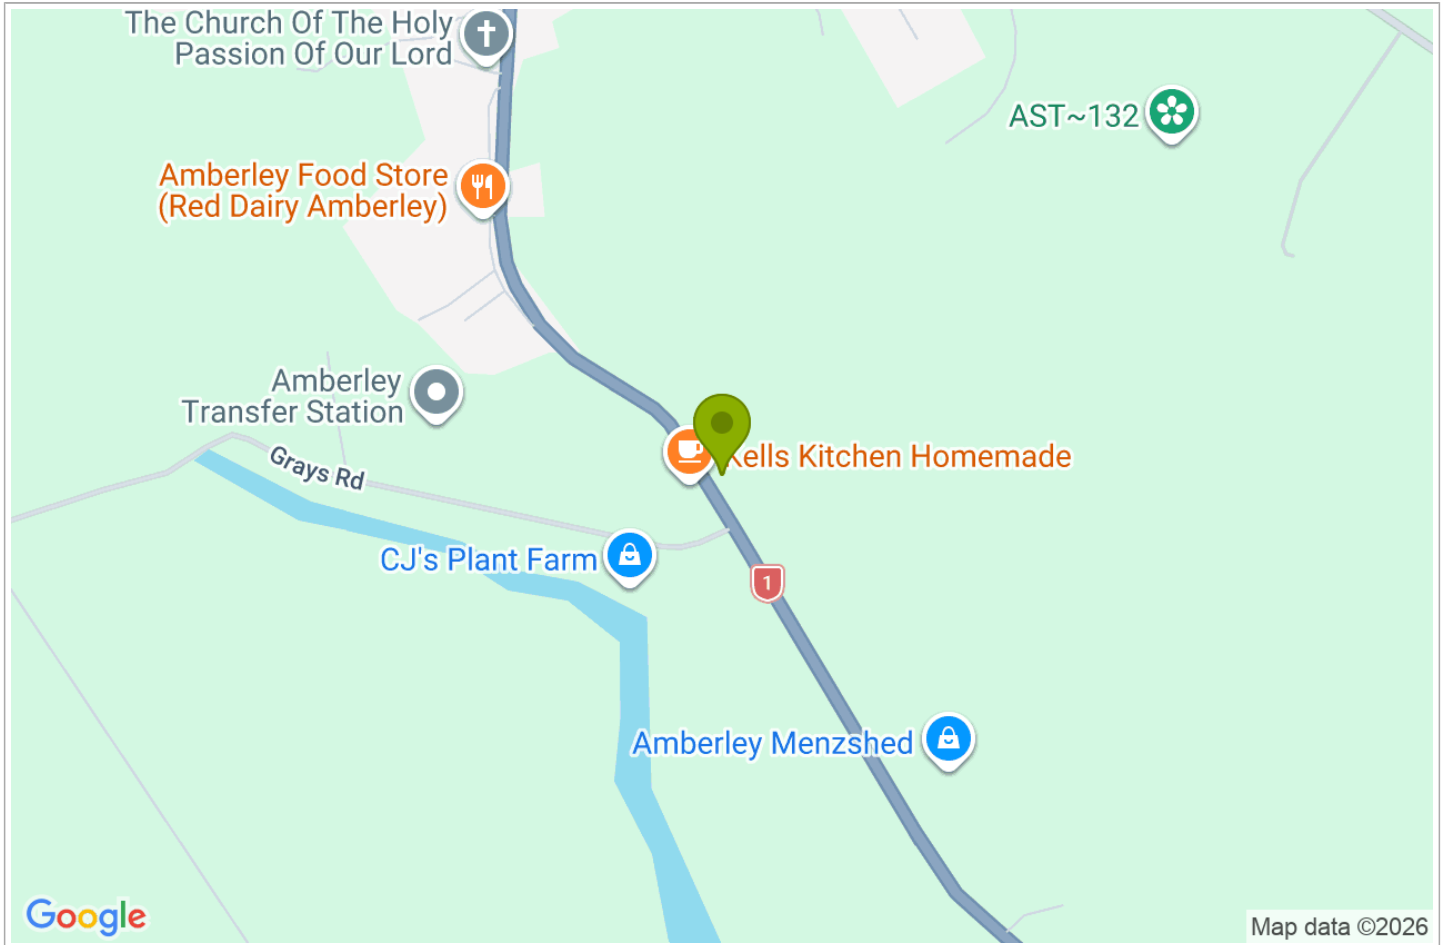 The Church Of The Holy
Passion Of Our Lord
AST~132
Amberley Food Store
(Red Dairy Amberley)
Amberley
Transfer Station
Grays Rd
Kells Kitchen Homemade
CJ's Plant Farm
1
Amberley Menzshed
Google
Map data ©2026